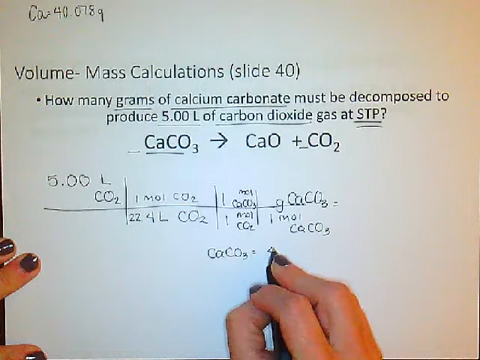 Ca=40.078g
Volume- Mass Calculations (slide 40)
• How many grams of calcium carbonate must be decomposed to
produce 5.00 L of carbon dioxide gas at STP?
CaCO₃ → CaO + CO₂
5.00 L CO₂ | 1 mol CO₂ | 1 mol CaCO₃ | g CaCO₃ =
22.4 L CO₂ | 1 mol CO₂ | 1 mol CaCO₃
CaCO₃ =